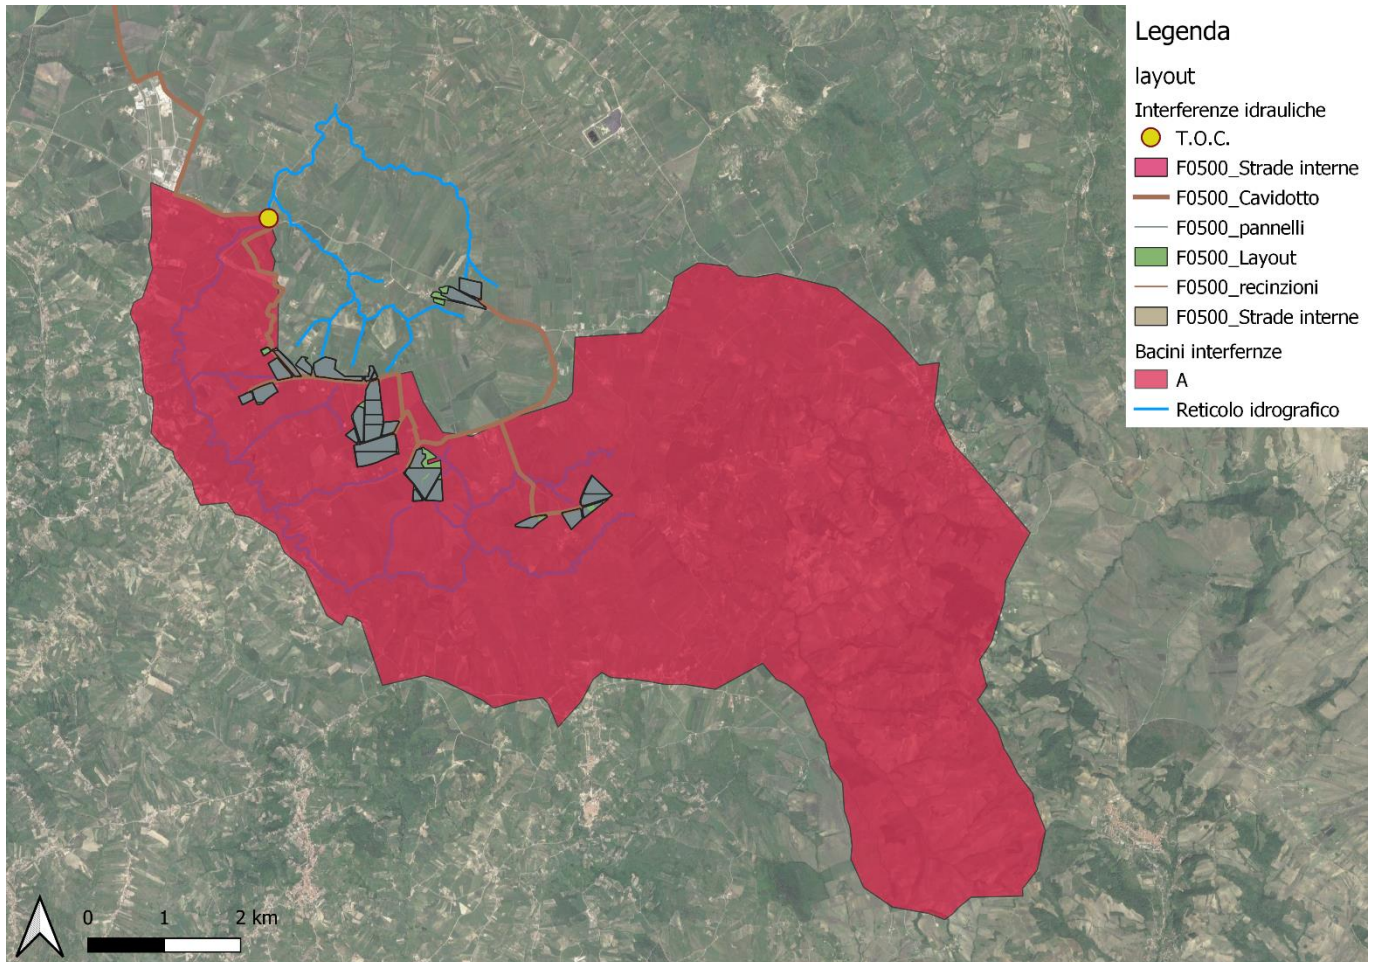 Legenda
layout
Interferenze idrauliche
T.O.C.
F0500_Strade interne
F0500_Cavidotto
F0500_pannelli
F0500_Layout
F0500_recinzioni
F0500_Strade interne
Bacini interfernze
A
Reticolo idrografico
0 1 2 km